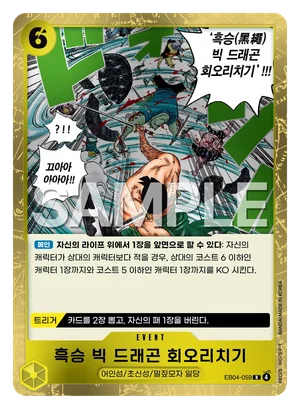 6
'흑승(黑繩)
빅 드래곤
회오리치기'!!!
?!!
끄아아
아아아!!
SAMPLE
메인 자신의 라이프 위에서 1장을 앞면으로 할 수 있다: 자신의
캐릭터가 상대의 캐릭터보다 적을 경우, 상대의 코스트 6 이하인
캐릭터 1장까지와 코스트 5 이하인 캐릭터 1장까지를 KO 시킨다.
트리거 카드를 2장 뽑고, 자신의 패 1장을 버린다.
EVENT
흑승 빅 드래곤 회오리치기
어인섬/초신성/밀짚모자 일당
EB04-059 R